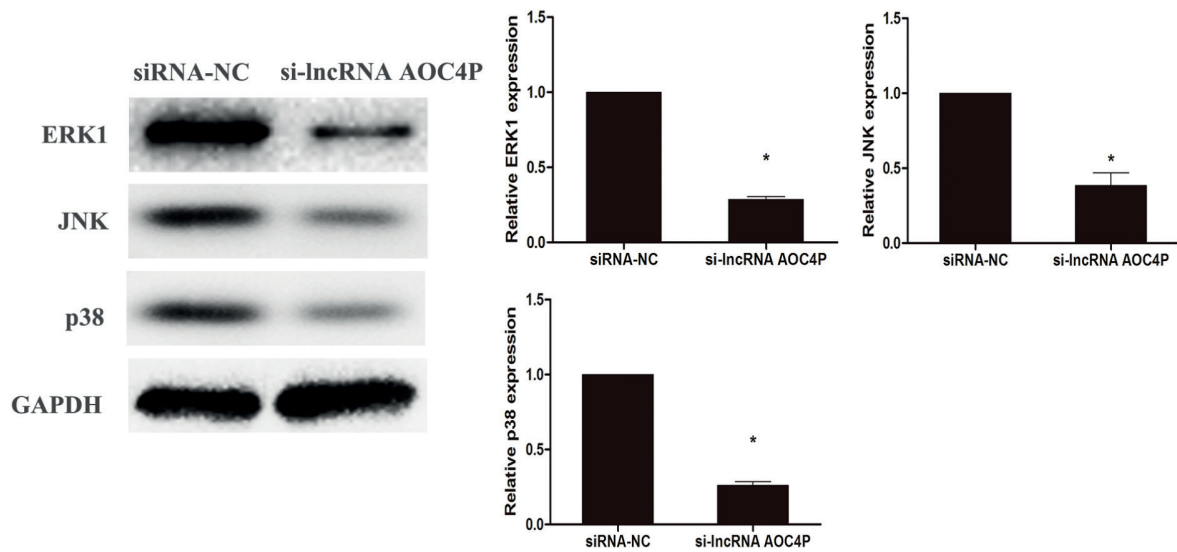 siRNA-NC si-lncRNA AOC4P
ERK1
JNK
p38
GAPDH
Relative ERK1 expression
1.5
1.0
0.5
0.0
*
siRNA-NC si-lncRNA AOC4P
Relative JNK expression
1.5
1.0
0.5
0.0
*
siRNA-NC si-lncRNA AOC4P
Relative p38 expression
1.5
1.0
0.5
0.0
*
siRNA-NC si-lncRNA AOC4P